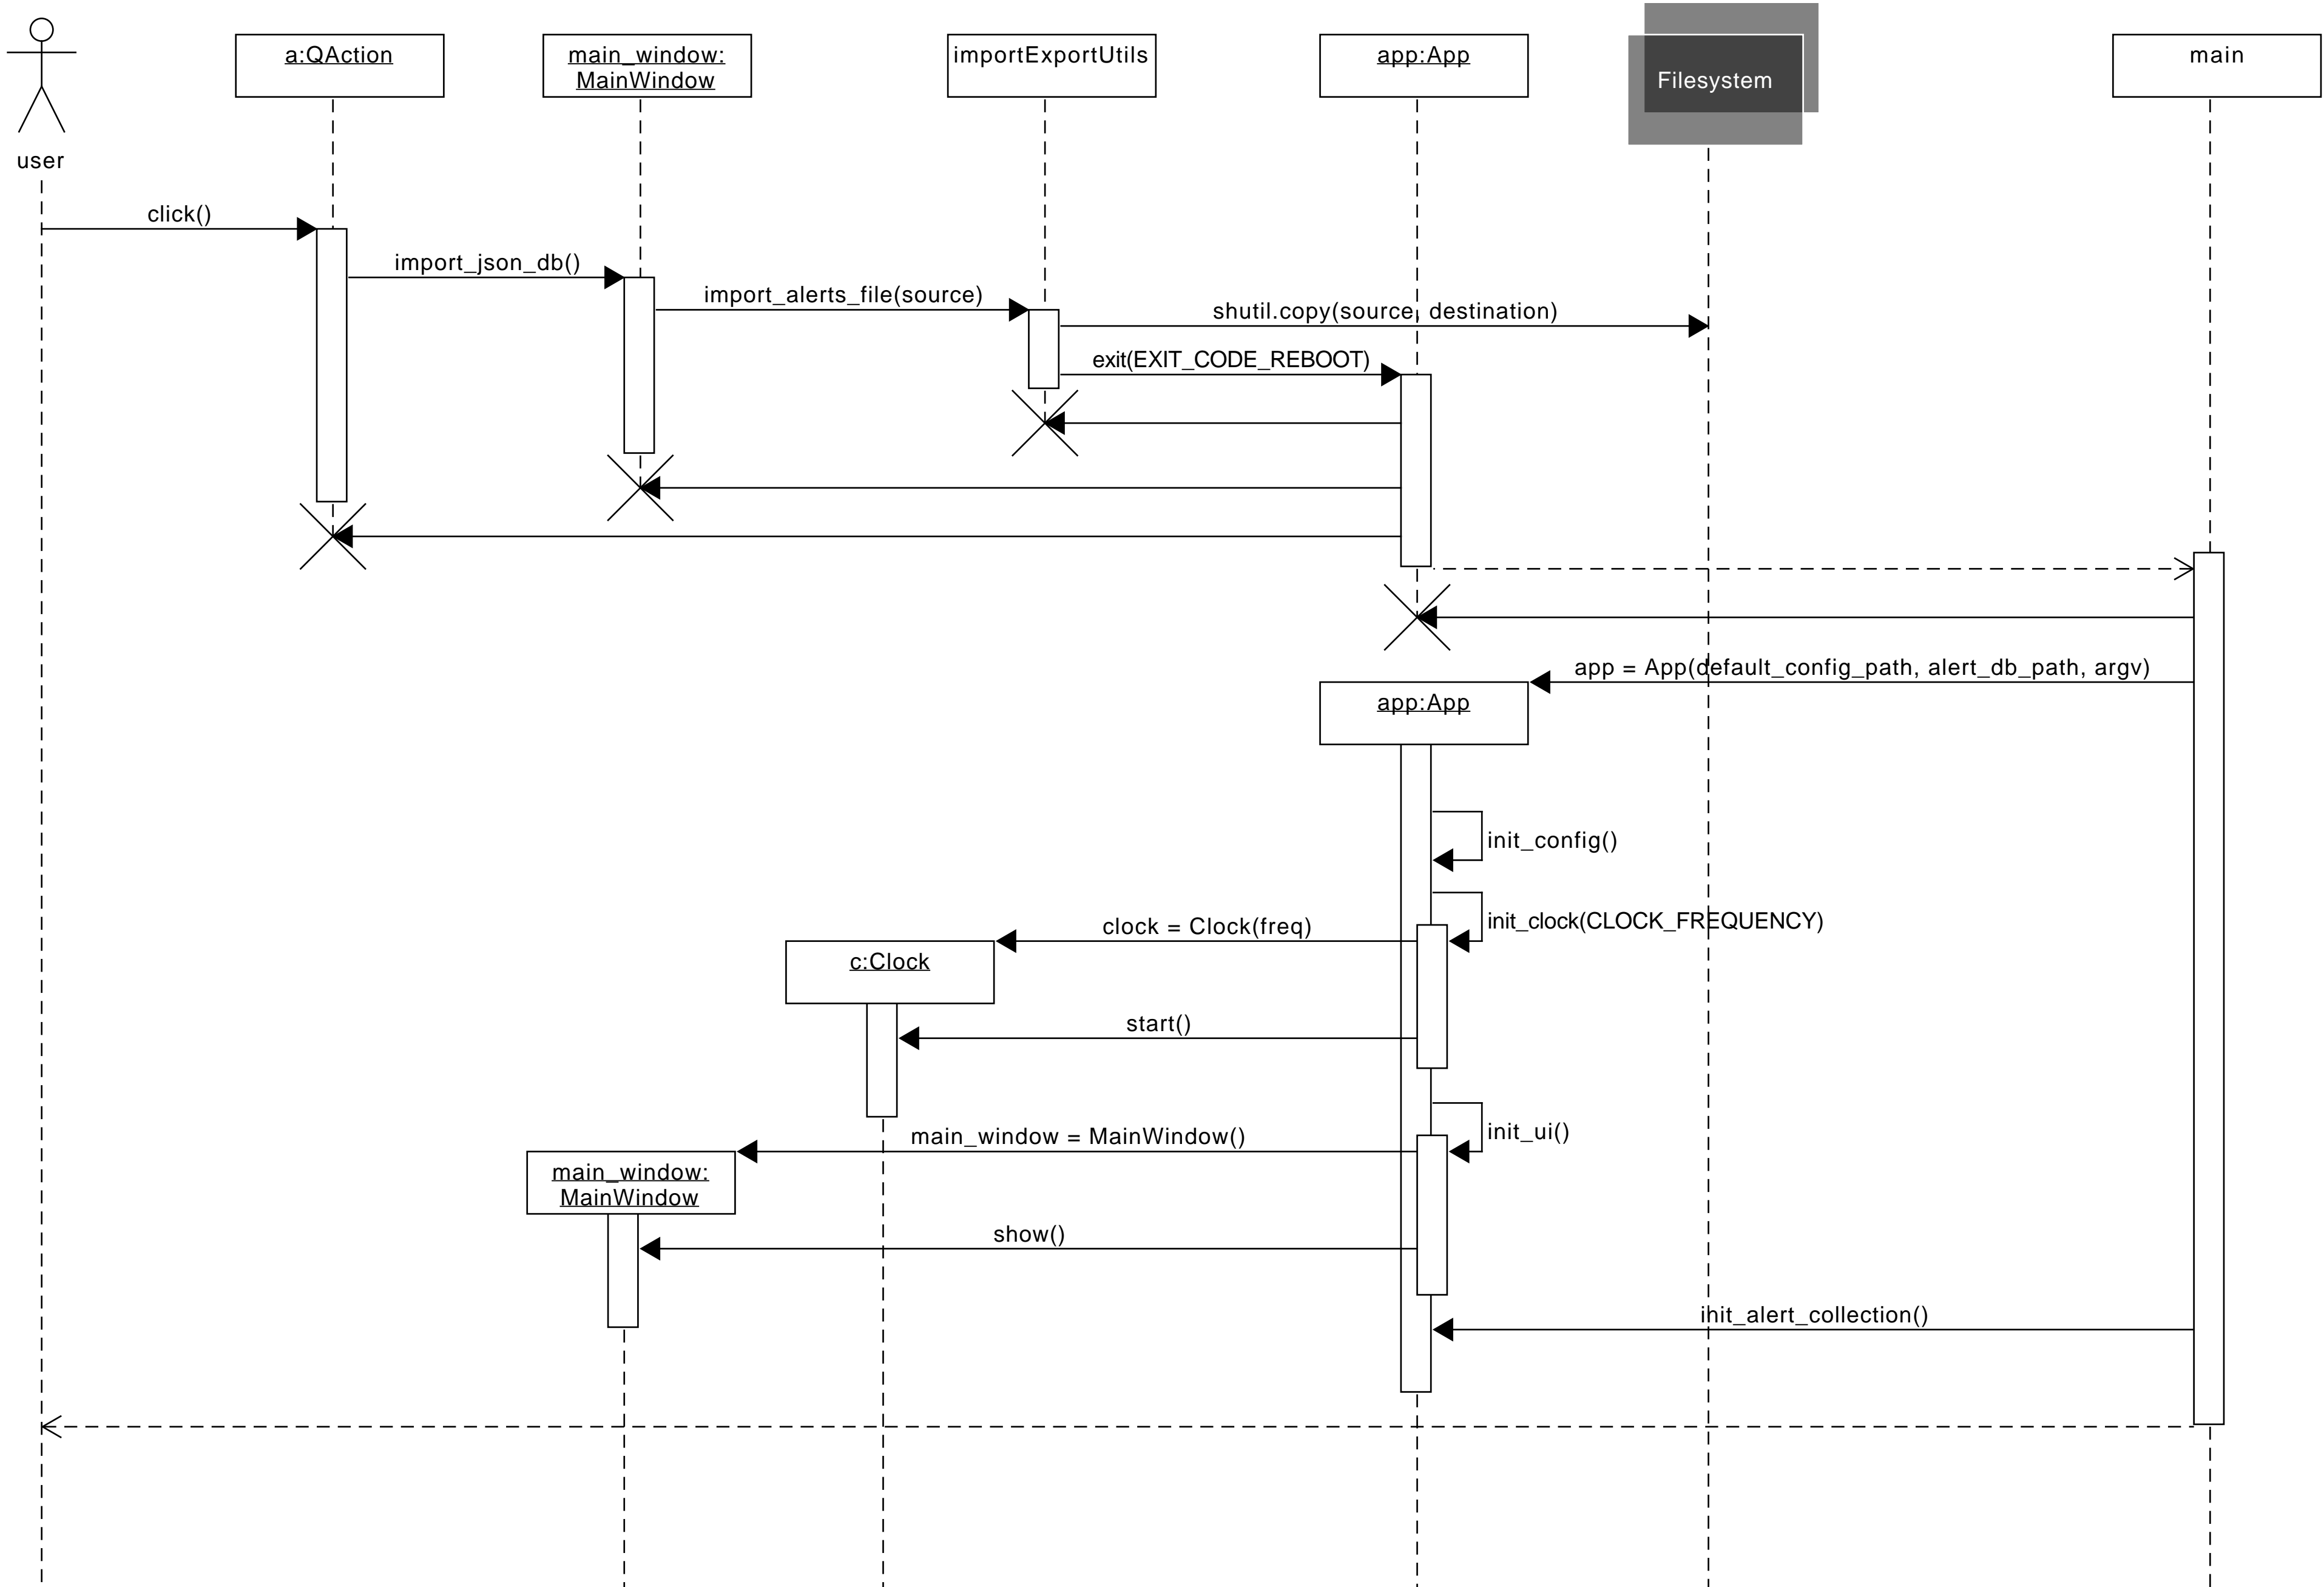 a:QAction
main_window:
MainWindow
importExportUtils
app:App
Filesystem
main
user
click()
import_json_db()
import_alerts_file(source)
shutil.copy(source, destination)
exit(EXIT_CODE_REBOOT)
app = App(default_config_path, alert_db_path, argv)
app:App
init_config()
init_clock(CLOCK_FREQUENCY)
clock = Clock(freq)
c:Clock
start()
init_ui()
main_window = MainWindow()
main_window:
MainWindow
show()
init_alert_collection()